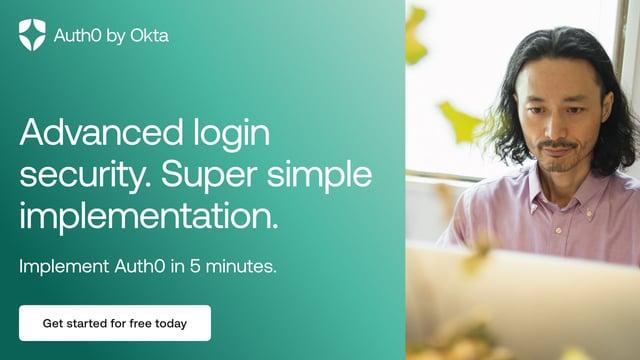 Auth0 by Okta
Advanced login
security. Super simple
implementation.
Implement Auth0 in 5 minutes.
Get started for free today